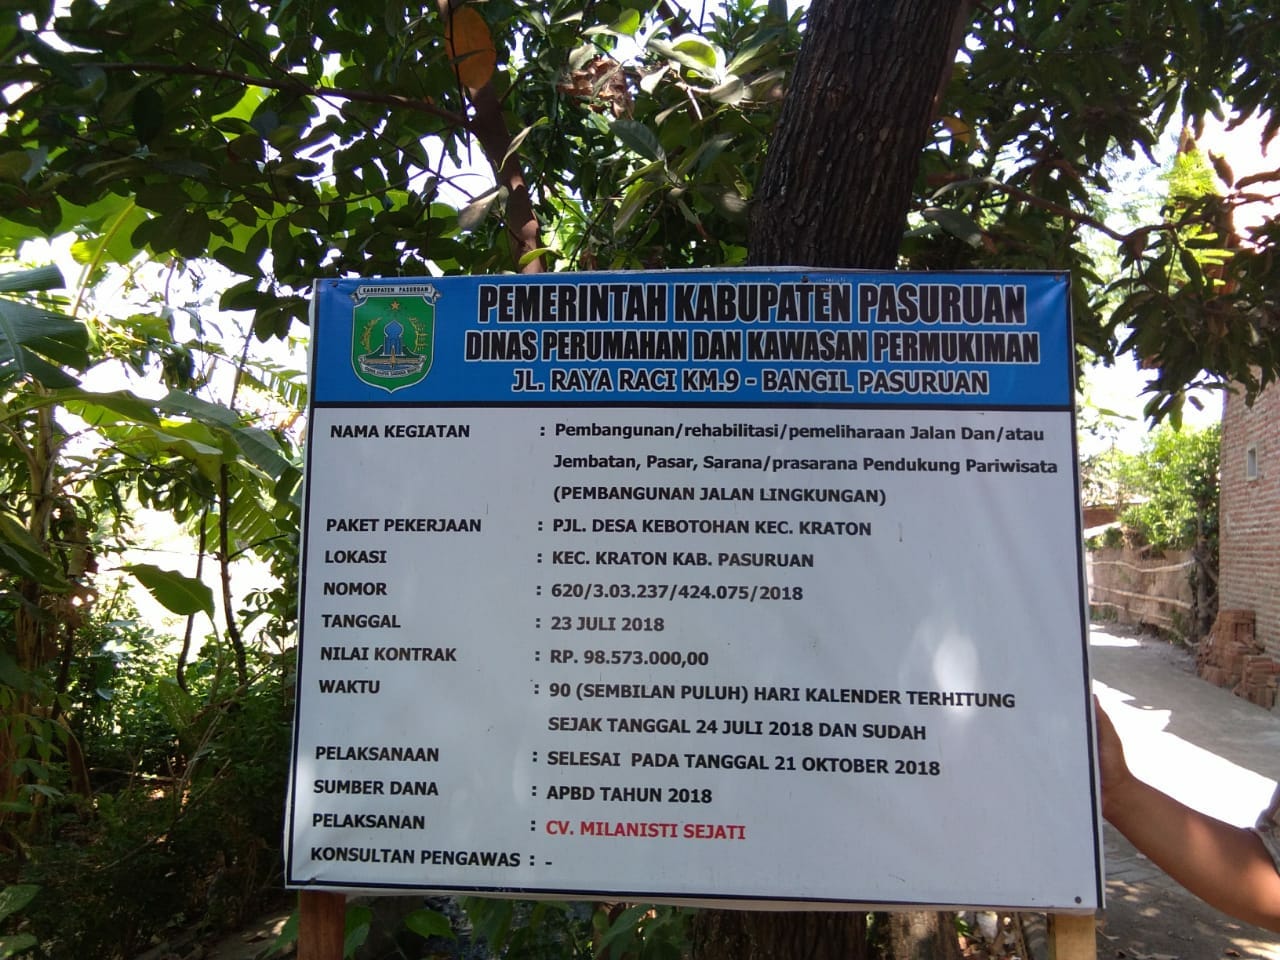 KABUPATEN PASURUAN
PEMERINTAH KABUPATEN PASURUAN
DINAS PERUMAHAN DAN KAWASAN PERMUKIMAN
JL. RAYA RACI KM.9 - BANGIL PASURUAN
NAMA KEGIATAN : Pembangunan/rehabilitasi/pemeliharaan Jalan Dan/atau
Jembatan, Pasar, Sarana/prasarana Pendukung Pariwisata
(PEMBANGUNAN JALAN LINGKUNGAN)
PAKET PEKERJAAN : PJL. DESA KEBOTOHAN KEC. KRATON
LOKASI : KEC. KRATON KAB. PASURUAN
NOMOR : 620/3.03.237/424.075/2018
TANGGAL : 23 JULI 2018
NILAI KONTRAK : RP. 98.573.000,00
WAKTU : 90 (SEMBILAN PULUH) HARI KALENDER TERHITUNG
SEJAK TANGGAL 24 JULI 2018 DAN SUDAH
PELAKSANAAN : SELESAI PADA TANGGAL 21 OKTOBER 2018
SUMBER DANA : APBD TAHUN 2018
PELAKSANAN : CV. MILANISTI SEJATI
KONSULTAN PENGAWAS : -